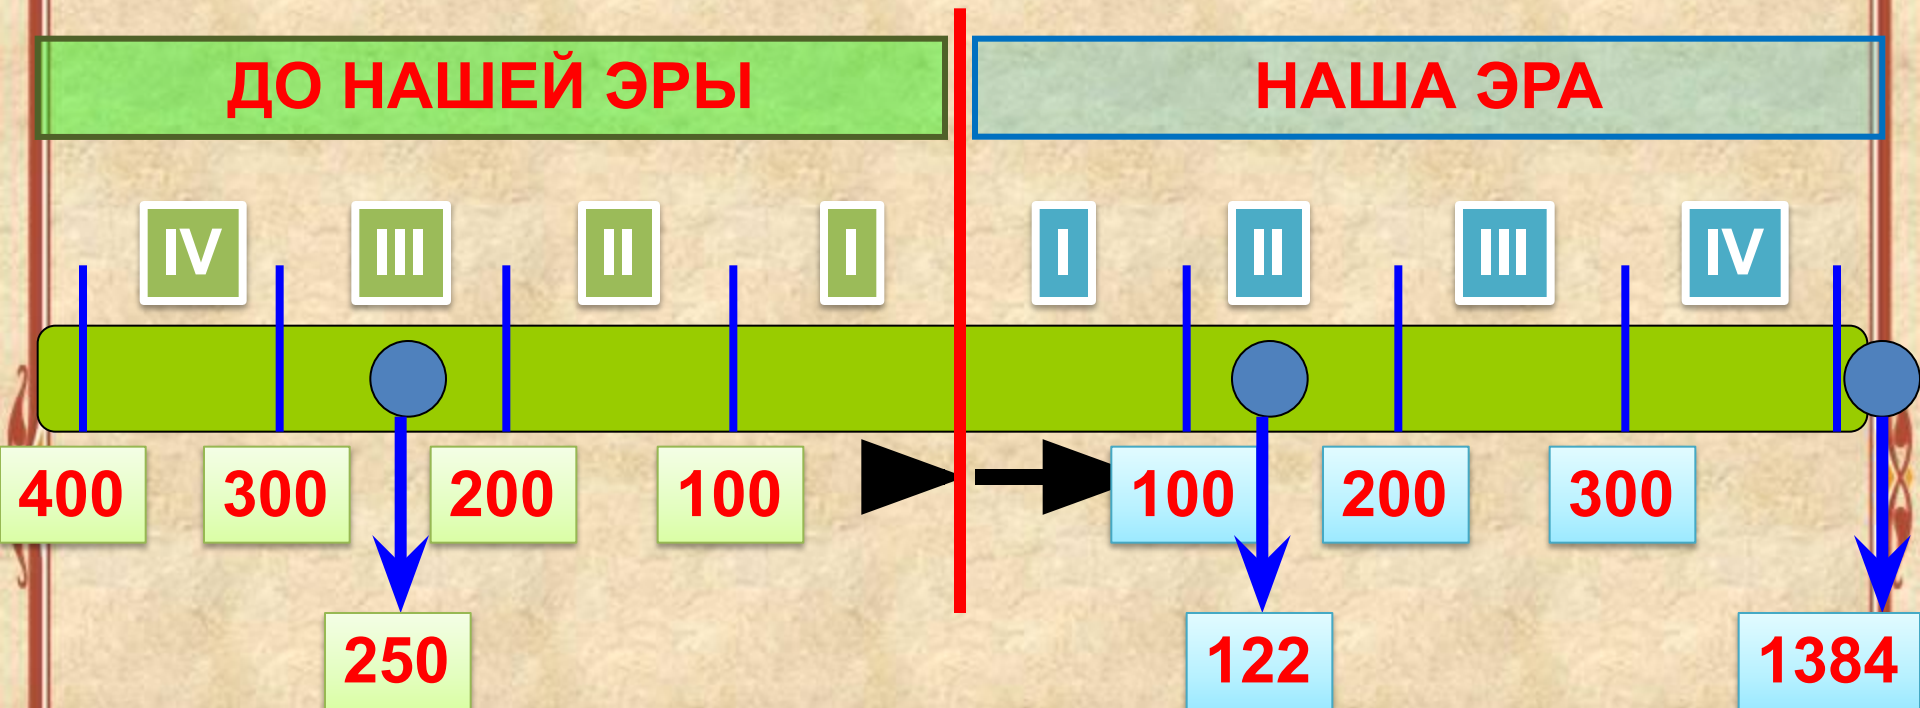 ДО НАШЕЙ ЭРЫ НАША ЭРА
IV III II I I II III IV
400 300 200 100 100 200 300
250 122 1384